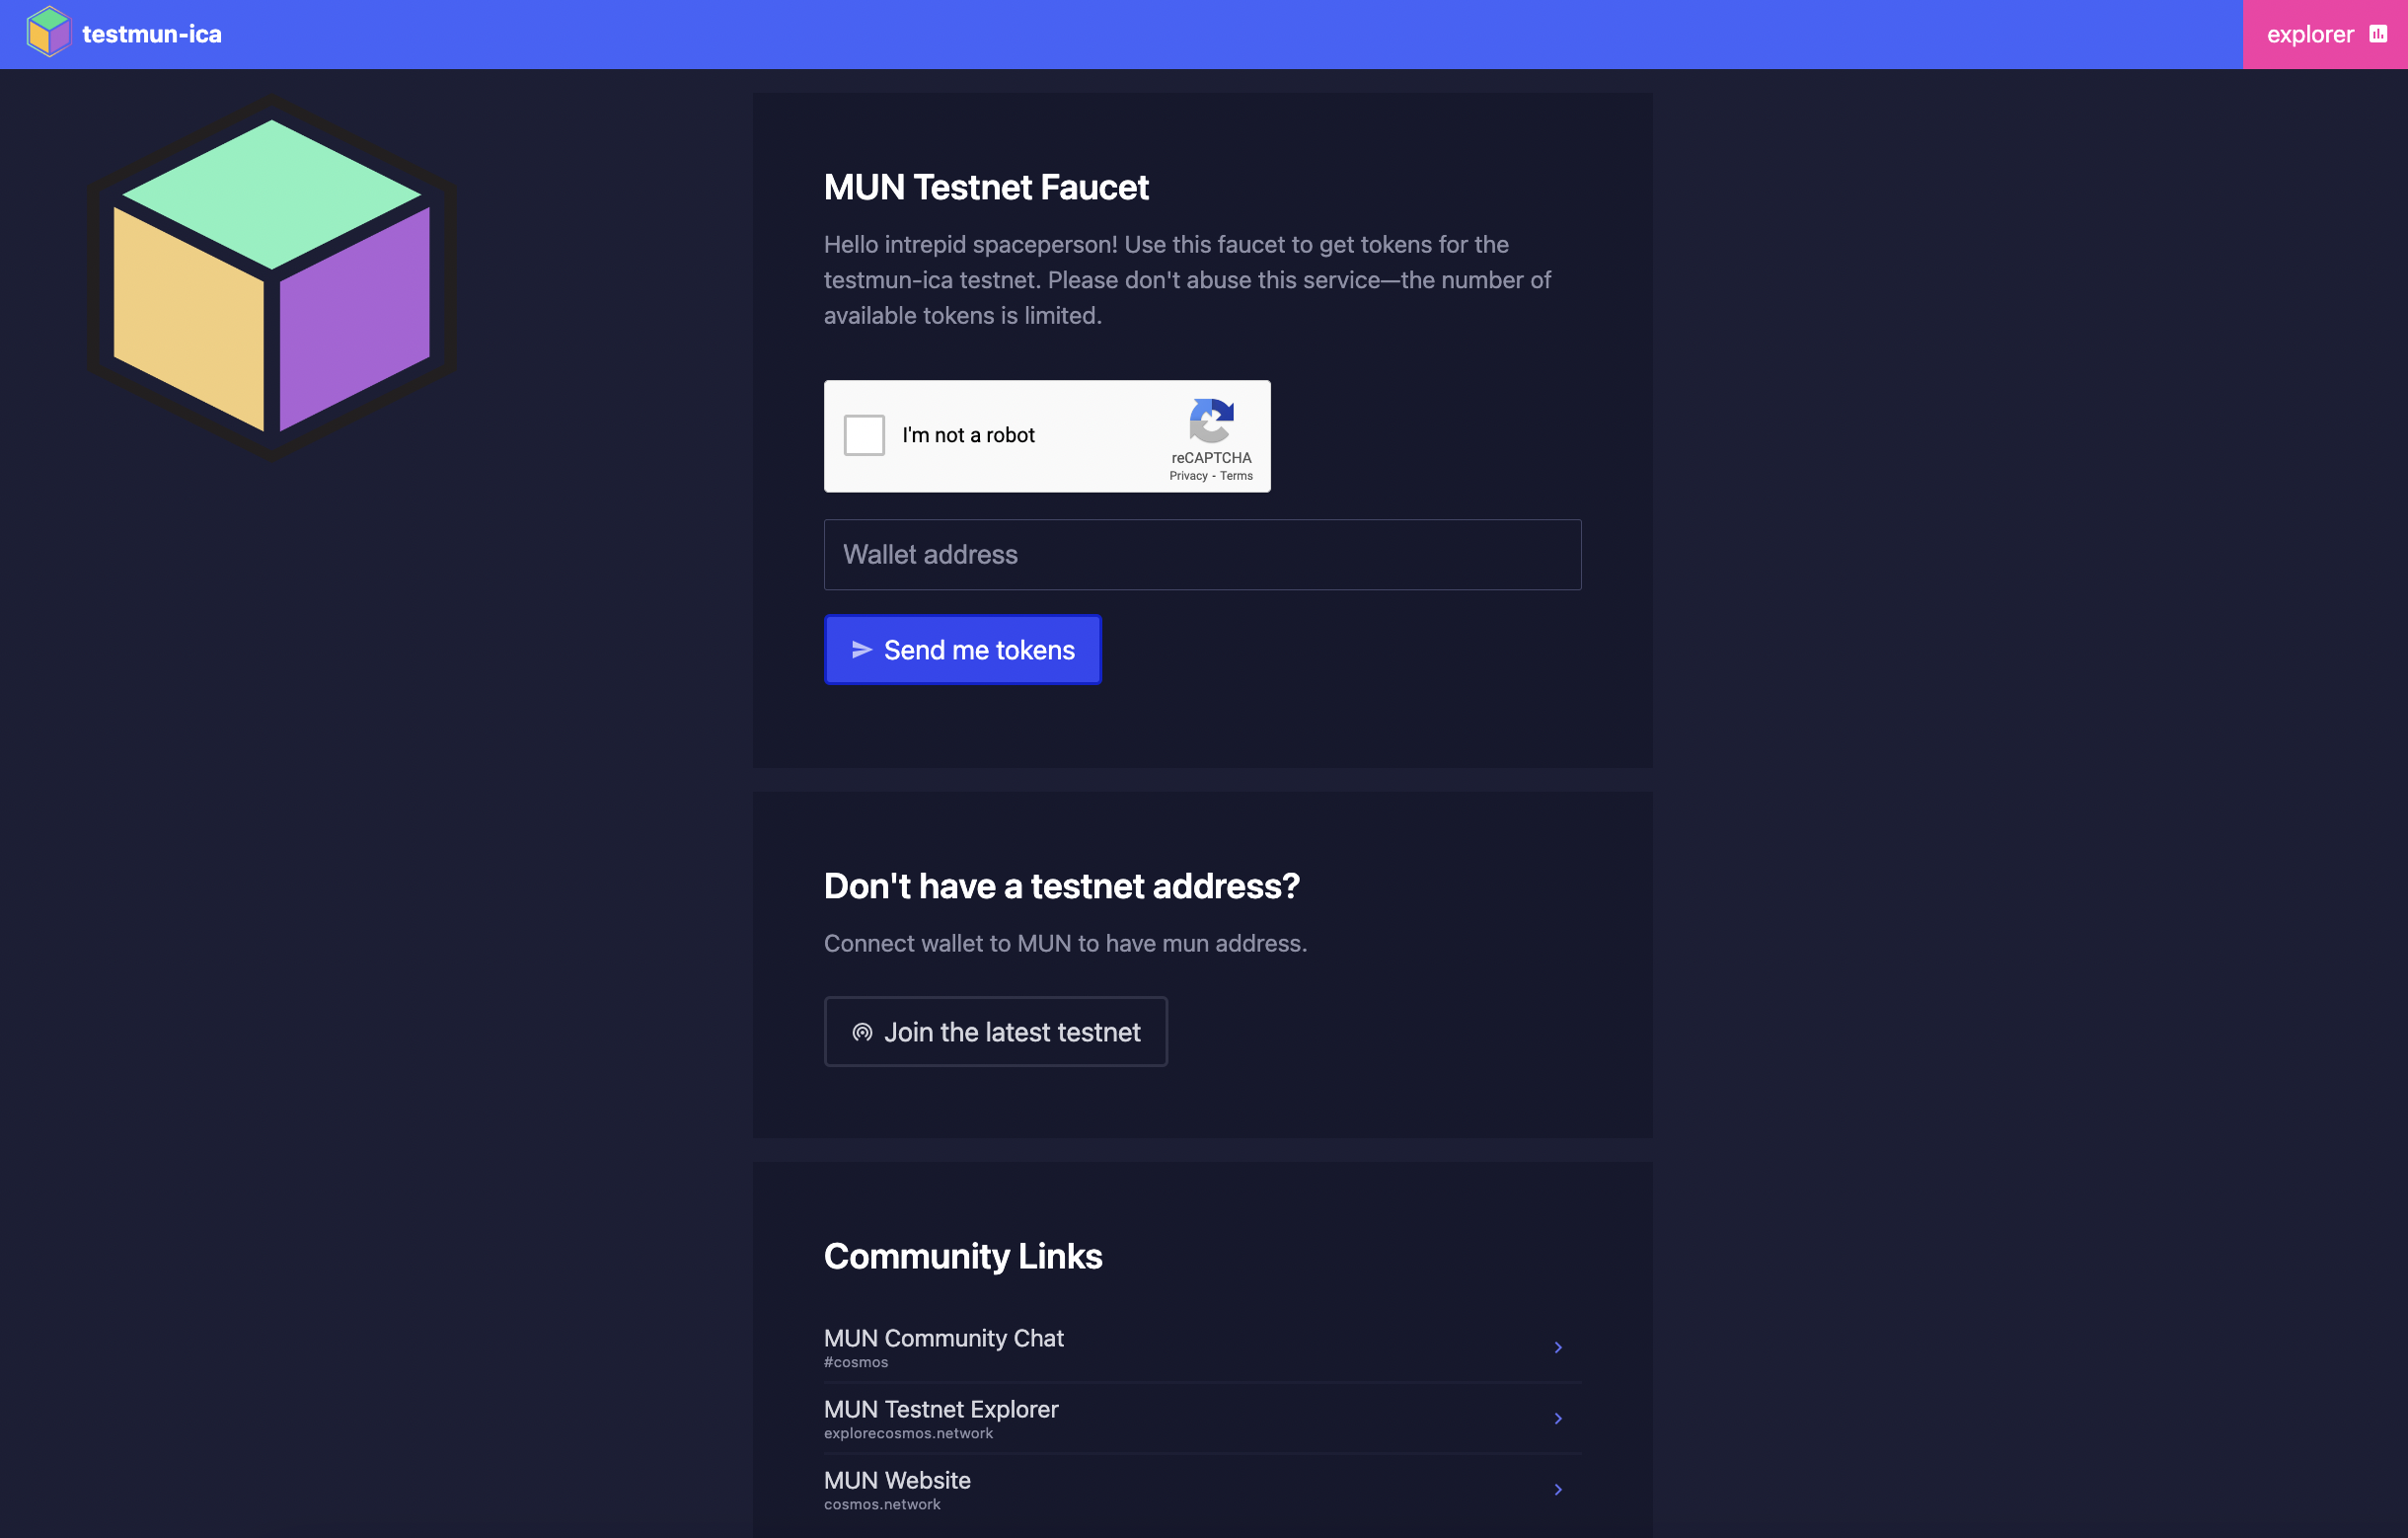 testmun-ica
explorer
MUN Testnet Faucet
Hello intrepid spaceperson! Use this faucet to get tokens for the
testmun-ica testnet. Please don't abuse this service—the number of
available tokens is limited.
I'm not a robot
reCAPTCHA
Privacy - Terms
Wallet address
Send me tokens
Don't have a testnet address?
Connect wallet to MUN to have mun address.
Join the latest testnet
Community Links
MUN Community Chat
#cosmos
MUN Testnet Explorer
explorecosmos.network
MUN Website
cosmos.network